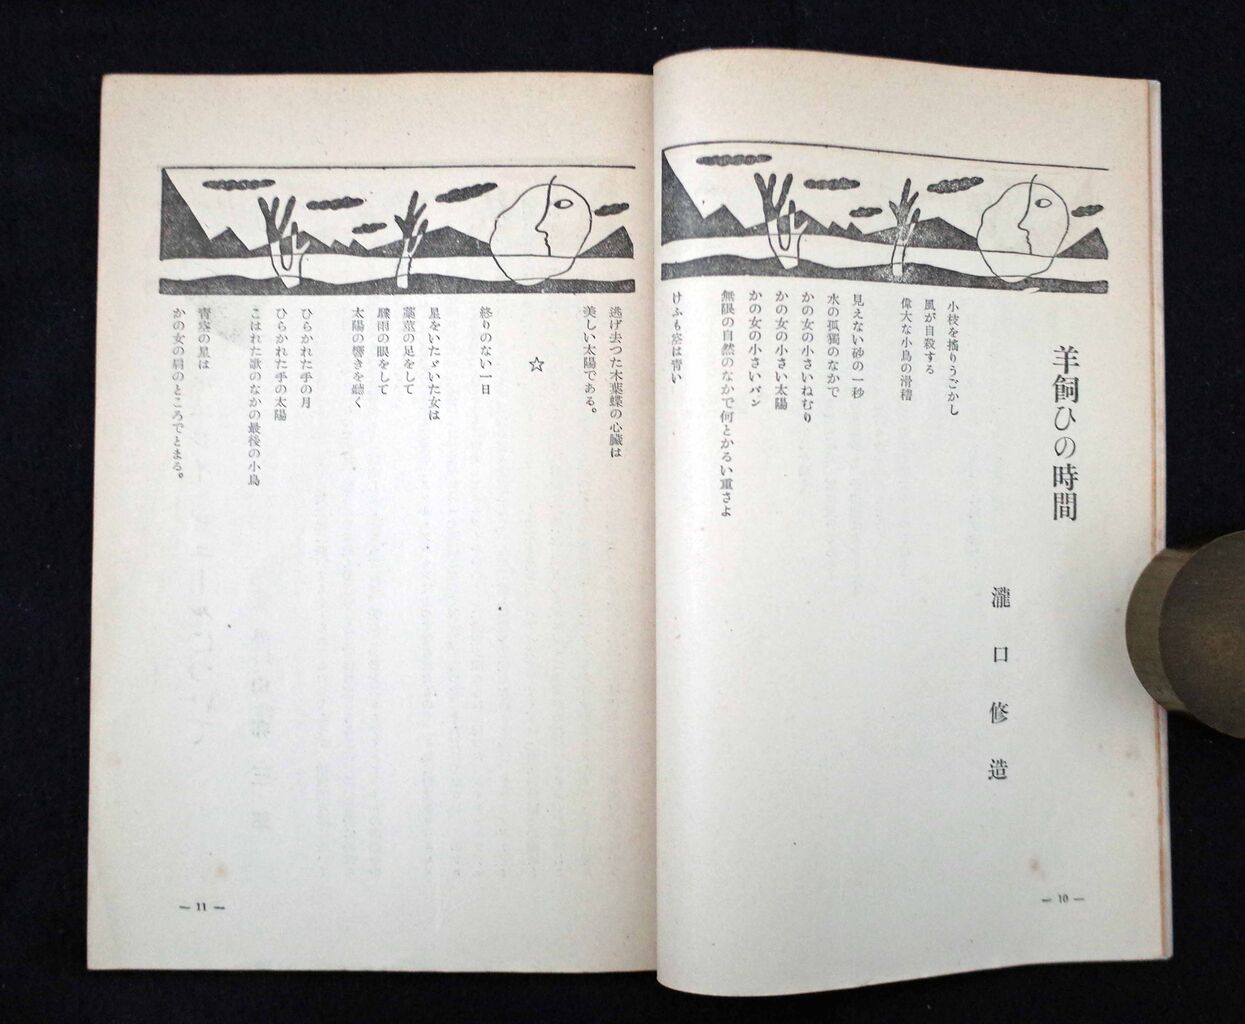 羊飼ひの時間
瀧口修造
小枝を搖りうごかし
風が自殺する
偉大な小鳥の滑稽
見えない砂の一秒
水の孤獨のなかで
かの女の小さいねむり
かの女の小さい太陽
かの女の小さいパン
無限の自然のなかで何とかるい重さよ
けふも空は靑い
— 10 —
逃げ去つた木葉蝶の心臟は
美しい太陽である。
☆
終りのない一日
星をいたゞいた女は
藁の足をして
驟雨の眼をして
太陽の響きを聽く
ひらかれた手の月
ひらかれた手の太陽
こはれた歌のなかの最後の小鳥
靑空の星は
かの女の肩のところでとまる。
— 11 —